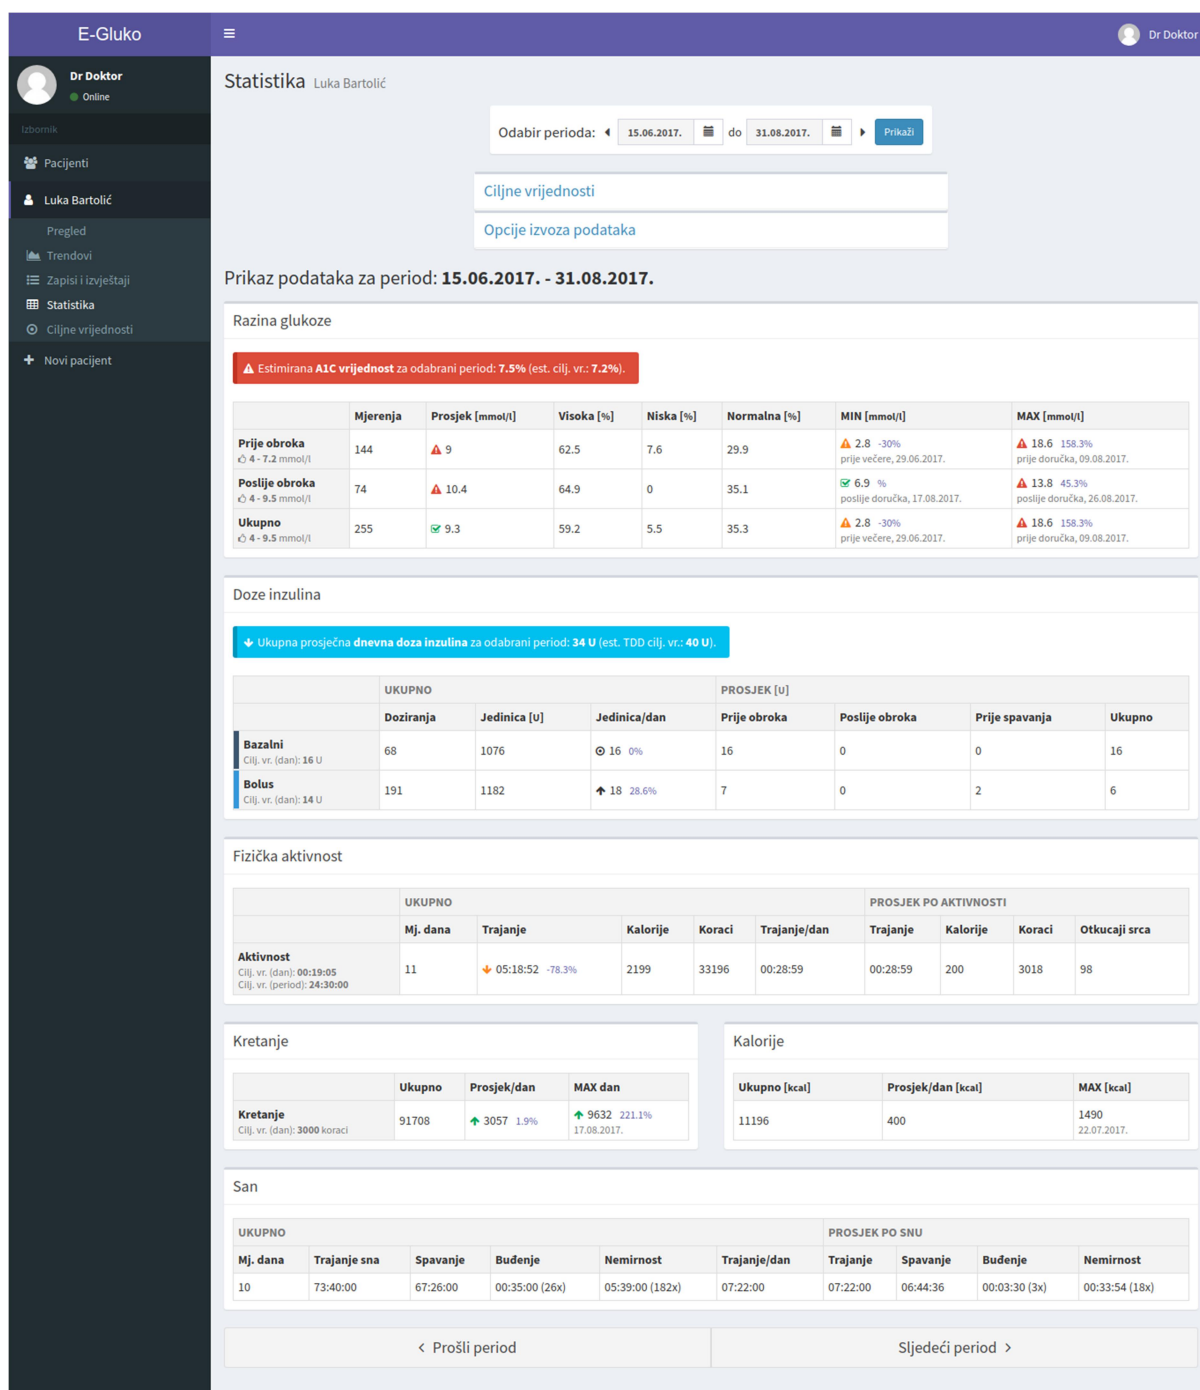 E-Gluko
Dr Doktor
Dr Doktor
Online
Izbornik
Pacijenti
Luka Bartolić
Pregled
Trendovi
Zapisi i izvještaji
Statistika
Ciljne vrijednosti
Novi pacijent
Statistika Luka Bartolić
Odabir perioda: 15.06.2017. do 31.08.2017. Prikaži
Ciljne vrijednosti
Opcije izvoza podataka
Prikaz podataka za period: 15.06.2017. - 31.08.2017.
Razina glukoze
Estimirana A1C vrijednost za odabrani period: 7.5% (est. cilj. vr.: 7.2%).
Mjerenja Prosjek [mmol/l] Visoka [%] Niska [%] Normalna [%] MIN [mmol/l] MAX [mmol/l]
Prije obroka 144 9 62.5 7.6 29.9 2.8 -30% 18.6 158.3%
4 - 7.2 mmol/l prije večere, 29.06.2017. prije doručka, 09.08.2017.
Poslije obroka 74 10.4 64.9 0 35.1 6.9 % 13.8 45.3%
4 - 9.5 mmol/l poslije doručka, 17.08.2017. poslije doručka, 26.08.2017.
Ukupno 255 9.3 59.2 5.5 35.3 2.8 -30% 18.6 158.3%
4 - 9.5 mmol/l prije večere, 29.06.2017. prije doručka, 09.08.2017.
Doze inzulina
Ukupna prosječna dnevna doza inzulina za odabrani period: 34 U (est. TDD cilj. vr.: 40 U).
UKUPNO PROSJEK [U]
Doziranja Jedinica [U] Jedinica/dan Prije obroka Poslije obroka Prije spavanja Ukupno
Bazalni 68 1076 16 0% 16 0 0 16
Cilj. vr. (dan): 16 U
Bolus 191 1182 18 28.6% 7 0 2 6
Cilj. vr. (dan): 14 U
Fizička aktivnost
UKUPNO PROSJEK PO AKTIVNOSTI
Mj. dana Trajanje Kalorije Koraci Trajanje/dan Trajanje Kalorije Koraci Otkucaji srca
Aktivnost 11 05:18:52 -78.3% 2199 33196 00:28:59 00:28:59 200 3018 98
Cilj. vr. (dan): 00:19:05
Cilj. vr. (period): 24:30:00
Kretanje
Ukupno Prosjek/dan MAX dan
Kretanje 91708 3057 1.9% 9632 221.1%
Cilj. vr. (dan): 3000 koraci 17.08.2017.
Kalorije
Ukupno [kcal] Prosjek/dan [kcal] MAX [kcal]
11196 400 1490
22.07.2017.
San
UKUPNO PROSJEK PO SNU
Mj. dana Trajanje sna Spavanje Buđenje Nemirnost Trajanje/dan Trajanje Spavanje Buđenje Nemirnost
10 73:40:00 67:26:00 00:35:00 (26x) 05:39:00 (182x) 07:22:00 07:22:00 06:44:36 00:03:30 (3x) 00:33:54 (18x)
< Prošli period
Sljedeći period >